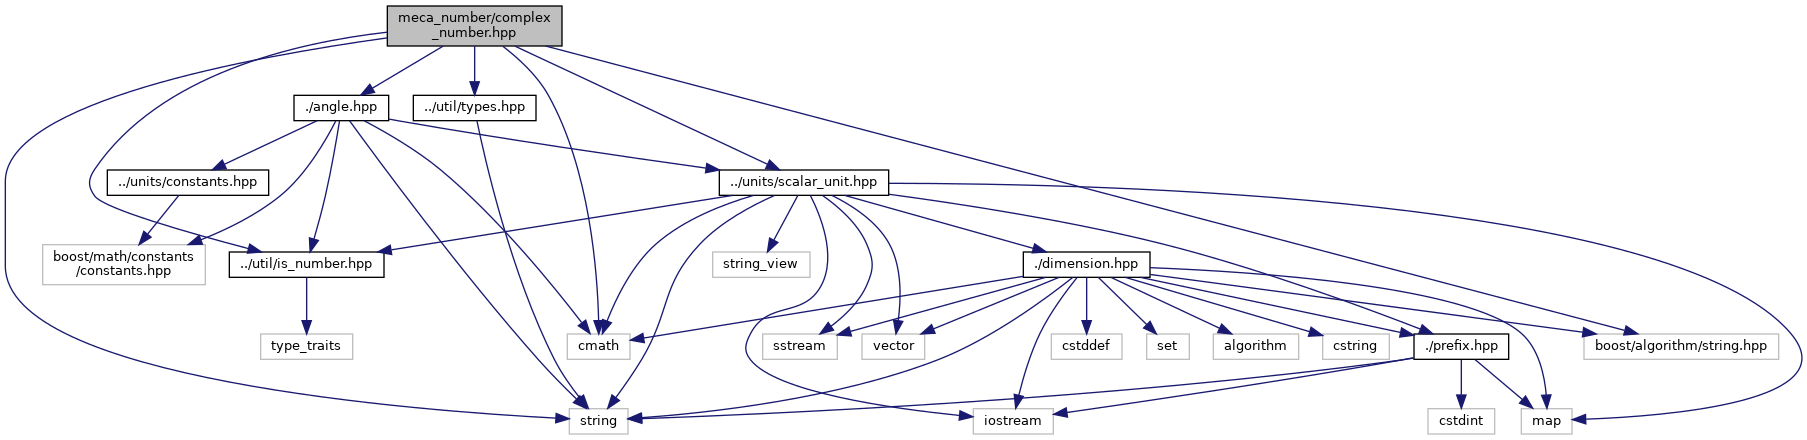 meca_number/complex
_number.hpp
./angle.hpp
../util/types.hpp
../units/constants.hpp
../units/scalar_unit.hpp
boost/math/constants
/constants.hpp
../util/is_number.hpp
string_view
./dimension.hpp
type_traits
cmath
sstream
vector
cstddef
set
algorithm
cstring
./prefix.hpp
boost/algorithm/string.hpp
string
iostream
cstdint
map